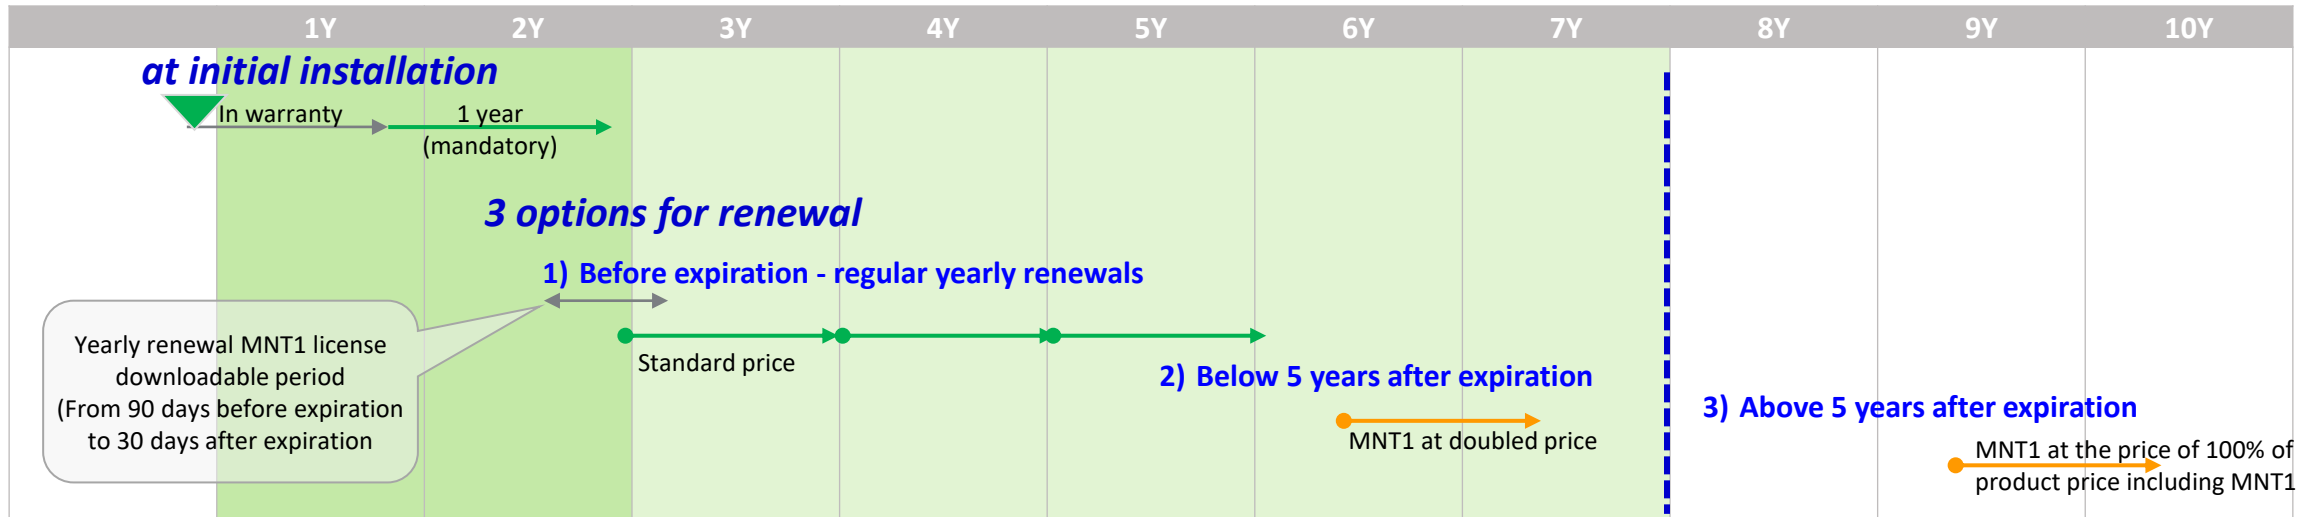 1Y 2Y 3Y 4Y 5Y 6Y 7Y 8Y 9Y 10Y
at initial installation
In warranty
1 year
(mandatory)
3 options for renewal
1) Before expiration - regular yearly renewals
Yearly renewal MNT1 license
downloadable period
(From 90 days before expiration
to 30 days after expiration
Standard price
2) Below 5 years after expiration
MNT1 at doubled price
3) Above 5 years after expiration
MNT1 at the price of 100% of
product price including MNT1